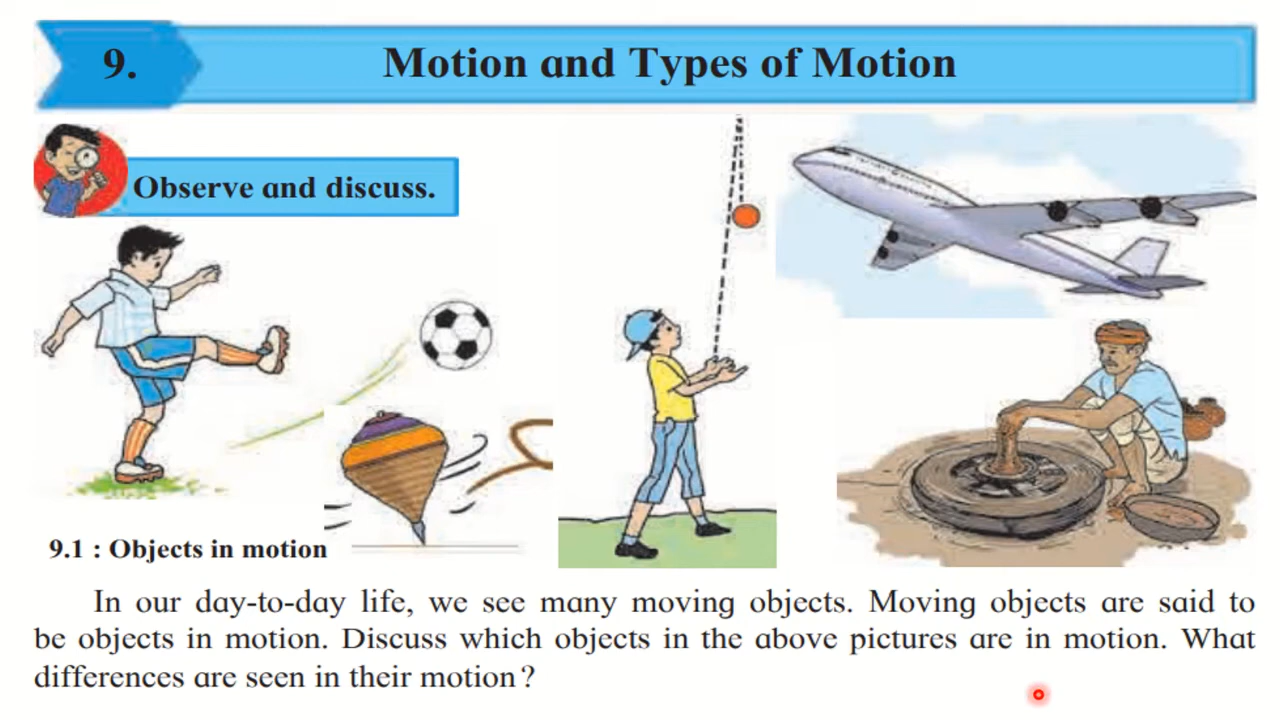 9.
Motion and Types of Motion
Observe and discuss.
9.1 : Objects in motion
In our day-to-day life, we see many moving objects. Moving objects are said to
be objects in motion. Discuss which objects in the above pictures are in motion. What
differences are seen in their motion ?